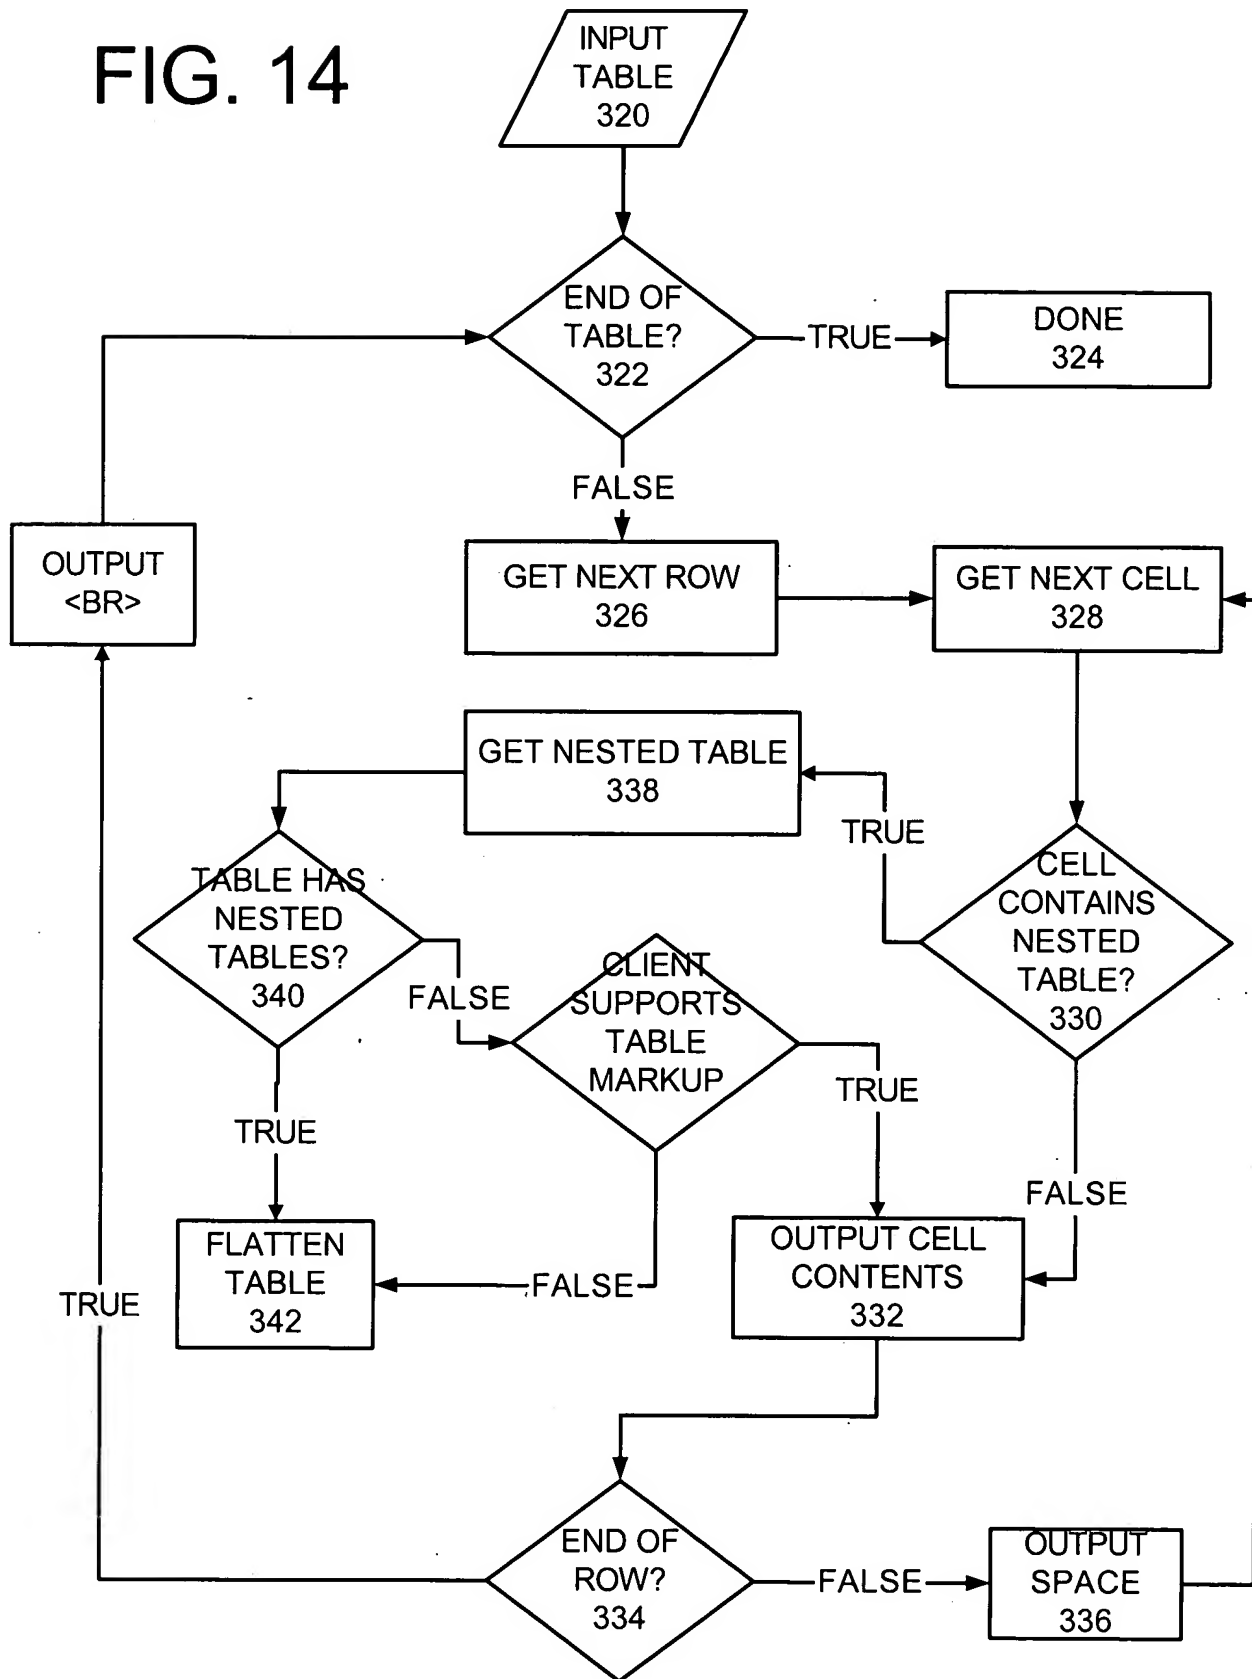 FIG. 14
INPUT
TABLE
320
END OF
TABLE?
322
TRUE
DONE
324
FALSE
OUTPUT
<BR>
GET NEXT ROW
326
GET NEXT CELL
328
GET NESTED TABLE
338
TRUE
CELL
CONTAINS
NESTED
TABLE?
330
TABLE HAS
NESTED
TABLES?
340
FALSE
CLIENT
SUPPORTS
TABLE
MARKUP
TRUE
TRUE
FALSE
FLATTEN
TABLE
342
FALSE
OUTPUT CELL
CONTENTS
332
TRUE
END OF
ROW?
334
FALSE
OUTPUT
SPACE
336